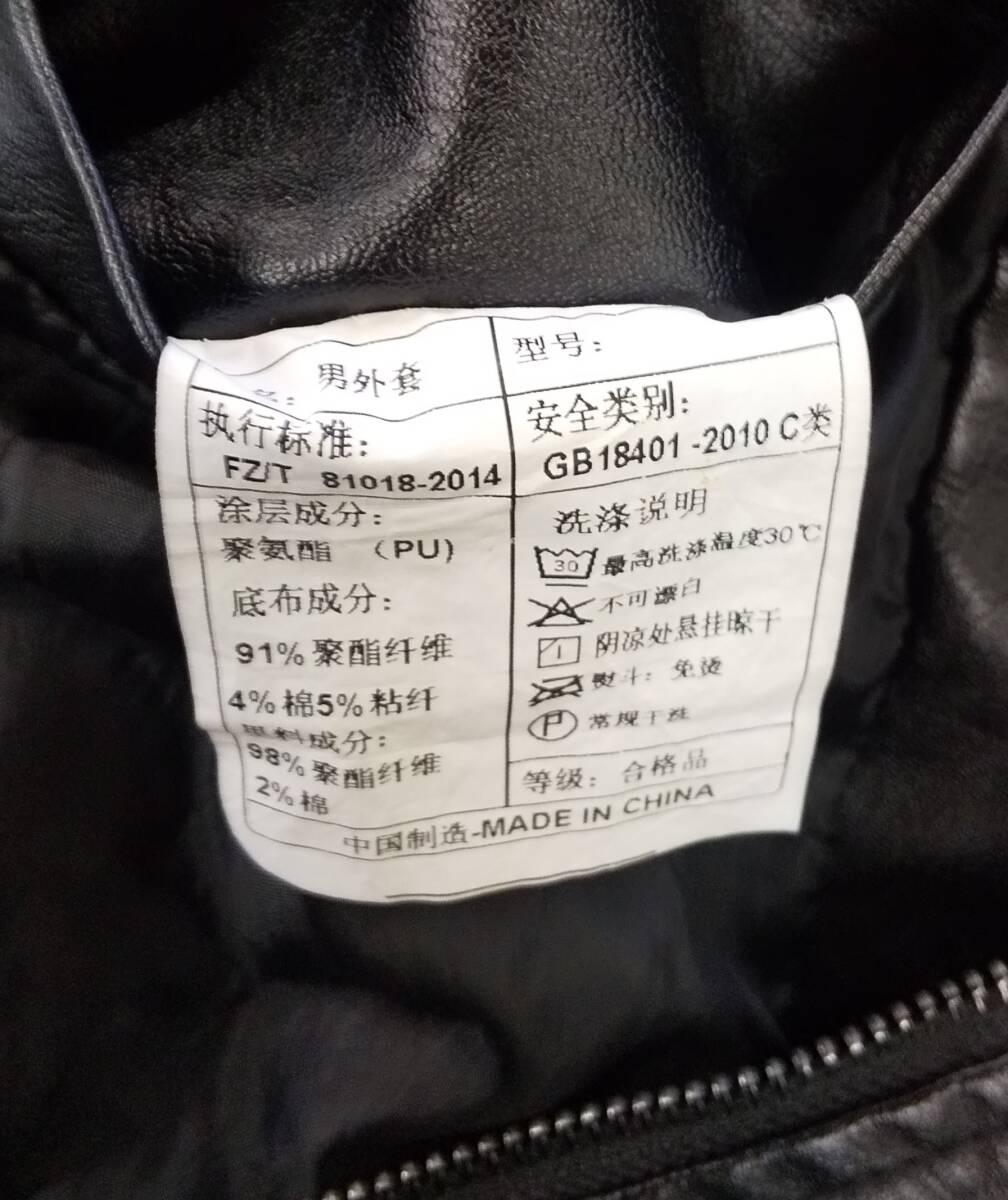 男外套
型号:
执行标准:
FZ/T 81018-2014
安全类别:
GB18401-2010 C类
涂层成分:
聚氨酯 (PU)
底布成分:
91%聚酯纤维
4%棉5%粘纤
里料成分:
98%聚酯纤维
2%棉
洗涤说明
30 最高洗涤温度30℃
不可漂白
阴凉处悬挂晾干
熨斗: 免烫
P 常规干洗
等级: 合格品
中国制造-MADE IN CHINA